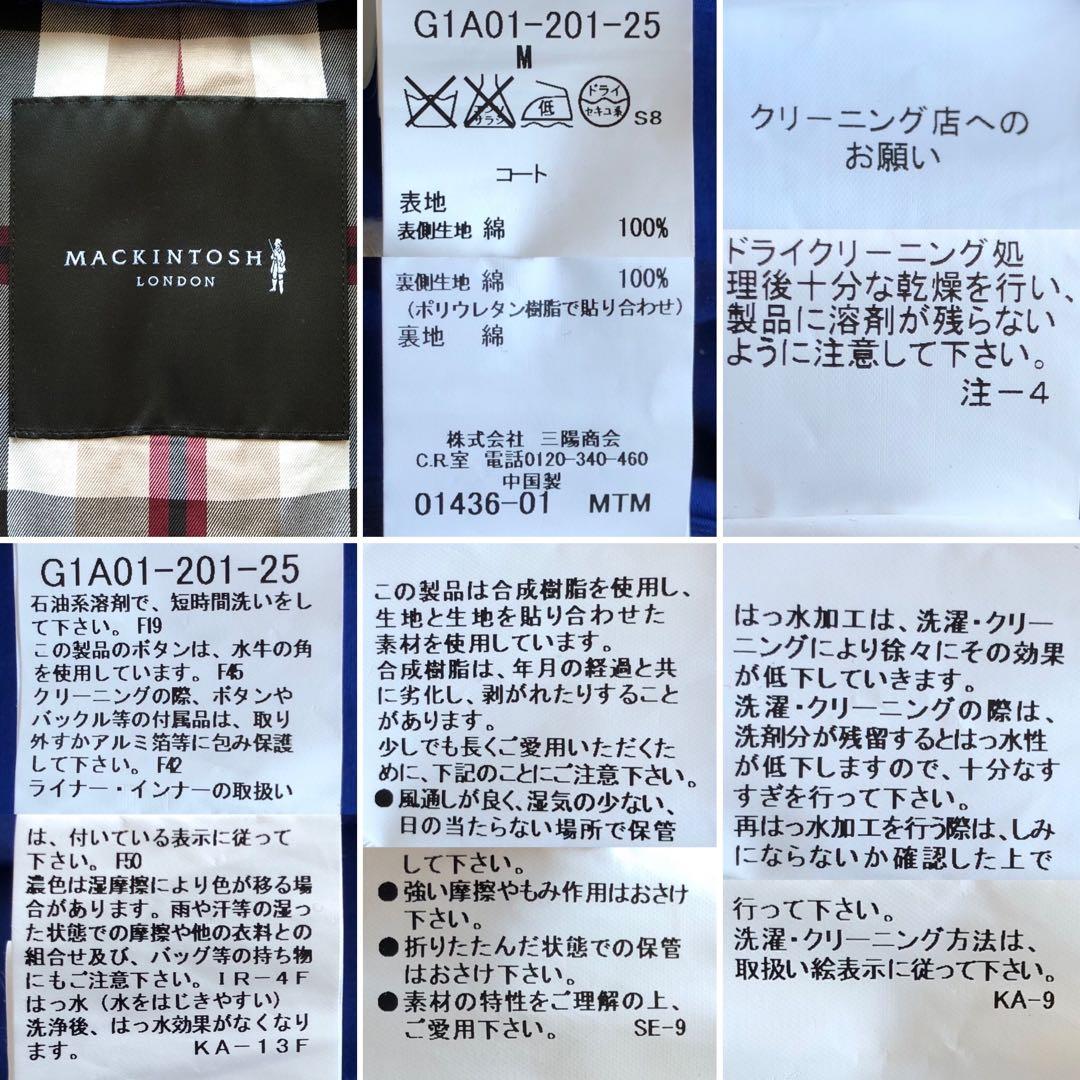 MACKINTOSH
LONDON
G1A01-201-25
M
低
ドライ
セキユ系
S8
コート
表地
表側生地 綿 100%
裏側生地 綿 100%
(ポリウレタン樹脂で貼り合わせ)
裏地 綿
株式会社 三陽商会
C.R.室 電話0120-340-460
中国製
01436-01 MTM
クリーニング店への
お願い
ドライクリーニング処
理後十分な乾燥を行い、
製品に溶剤が残らない
ように注意して下さい。
注-4
G1A01-201-25
石油系溶剤で、短時間洗いをし
て下さい。 F19
この製品のボタンは、水牛の角
を使用しています。 F45
クリーニングの際、ボタンや
バックル等の付属品は、取り
外すかアルミ箔等に包み保護
して下さい。 F42
ライナー・インナーの取扱い
は、付いている表示に従って
下さい。 F50
濃色は湿摩擦により色が移る場
合があります。雨や汗等の湿っ
た状態での摩擦や他の衣料との
組合せ及び、バッグ等の持ち物
にもご注意下さい。IR-4F
はっ水(水をはじきやすい)
洗浄後、はっ水効果がなくなり
ます。 KA-13F
この製品は合成樹脂を使用し、
生地と生地を貼り合わせた
素材を使用しています。
合成樹脂は、年月の経過と共
に劣化し、剥がれたりすること
があります。
少しでも長くご愛用いただくた
めに、下記のことにご注意下さい。
●風通しが良く、湿気の少ない、
日の当たらない場所で保管
して下さい。
●強い摩擦やもみ作用はおさけ
下さい。
●折りたたんだ状態での保管
はおさけ下さい。
●素材の特性をご理解の上、
ご愛用下さい。 SE-9
はっ水加工は、洗濯・クリー
ニングにより徐々にその効果
が低下していきます。
洗濯・クリーニングの際は、
洗剤分が残留するとはっ水性
が低下しますので、十分なす
すぎを行って下さい。
再はっ水加工を行う際は、しみ
にならないか確認した上で
行って下さい。
洗濯・クリーニング方法は、
取扱い絵表示に従って下さい。
KA-9